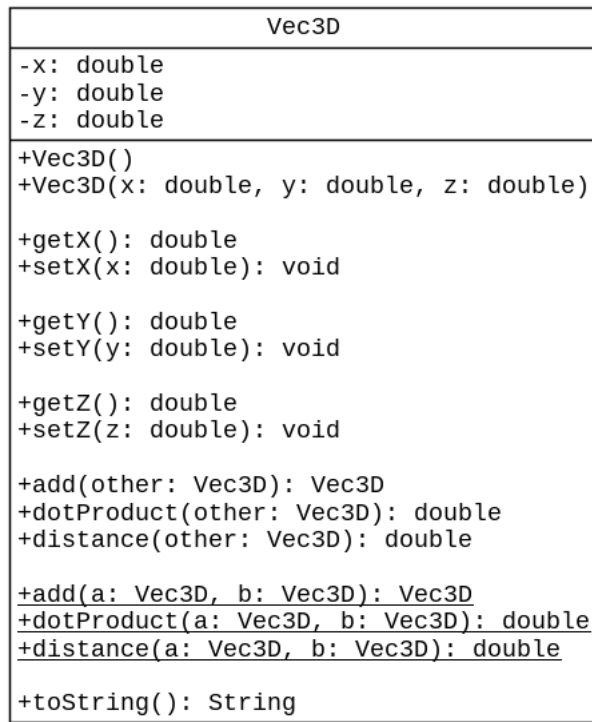 Vec3D
-x: double
-y: double
-z: double
+Vec3D()
+Vec3D(x: double, y: double, z: double)
+getX(): double
+setX(x: double): void
+getY(): double
+setY(y: double): void
+getZ(): double
+setZ(z: double): void
+add(other: Vec3D): Vec3D
+dotProduct(other: Vec3D): double
+distance(other: Vec3D): double
+add(a: Vec3D, b: Vec3D): Vec3D
+dotProduct(a: Vec3D, b: Vec3D): double
+distance(a: Vec3D, b: Vec3D): double
+toString(): String